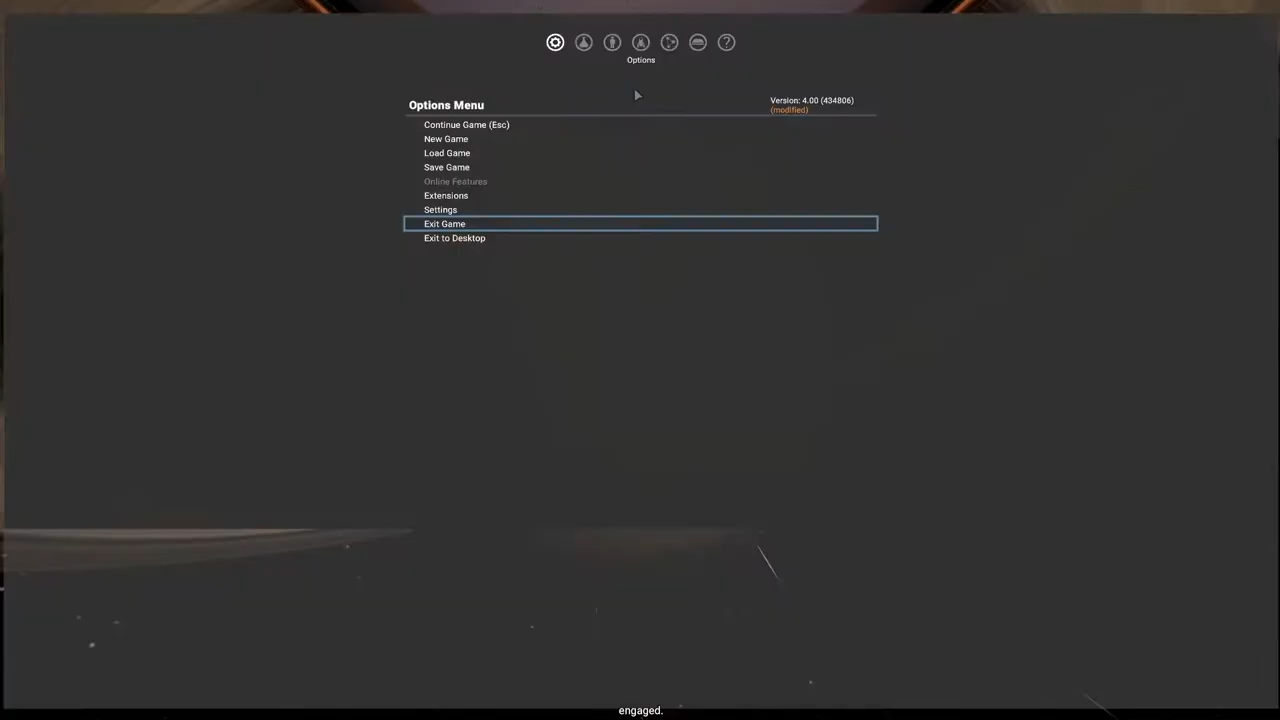 Options
Options Menu
Version: 4.00 (434806)
(modified)
Continue Game (Esc)
New Game
Load Game
Save Game
Online Features
Extensions
Settings
Exit Game
Exit to Desktop
engaged.